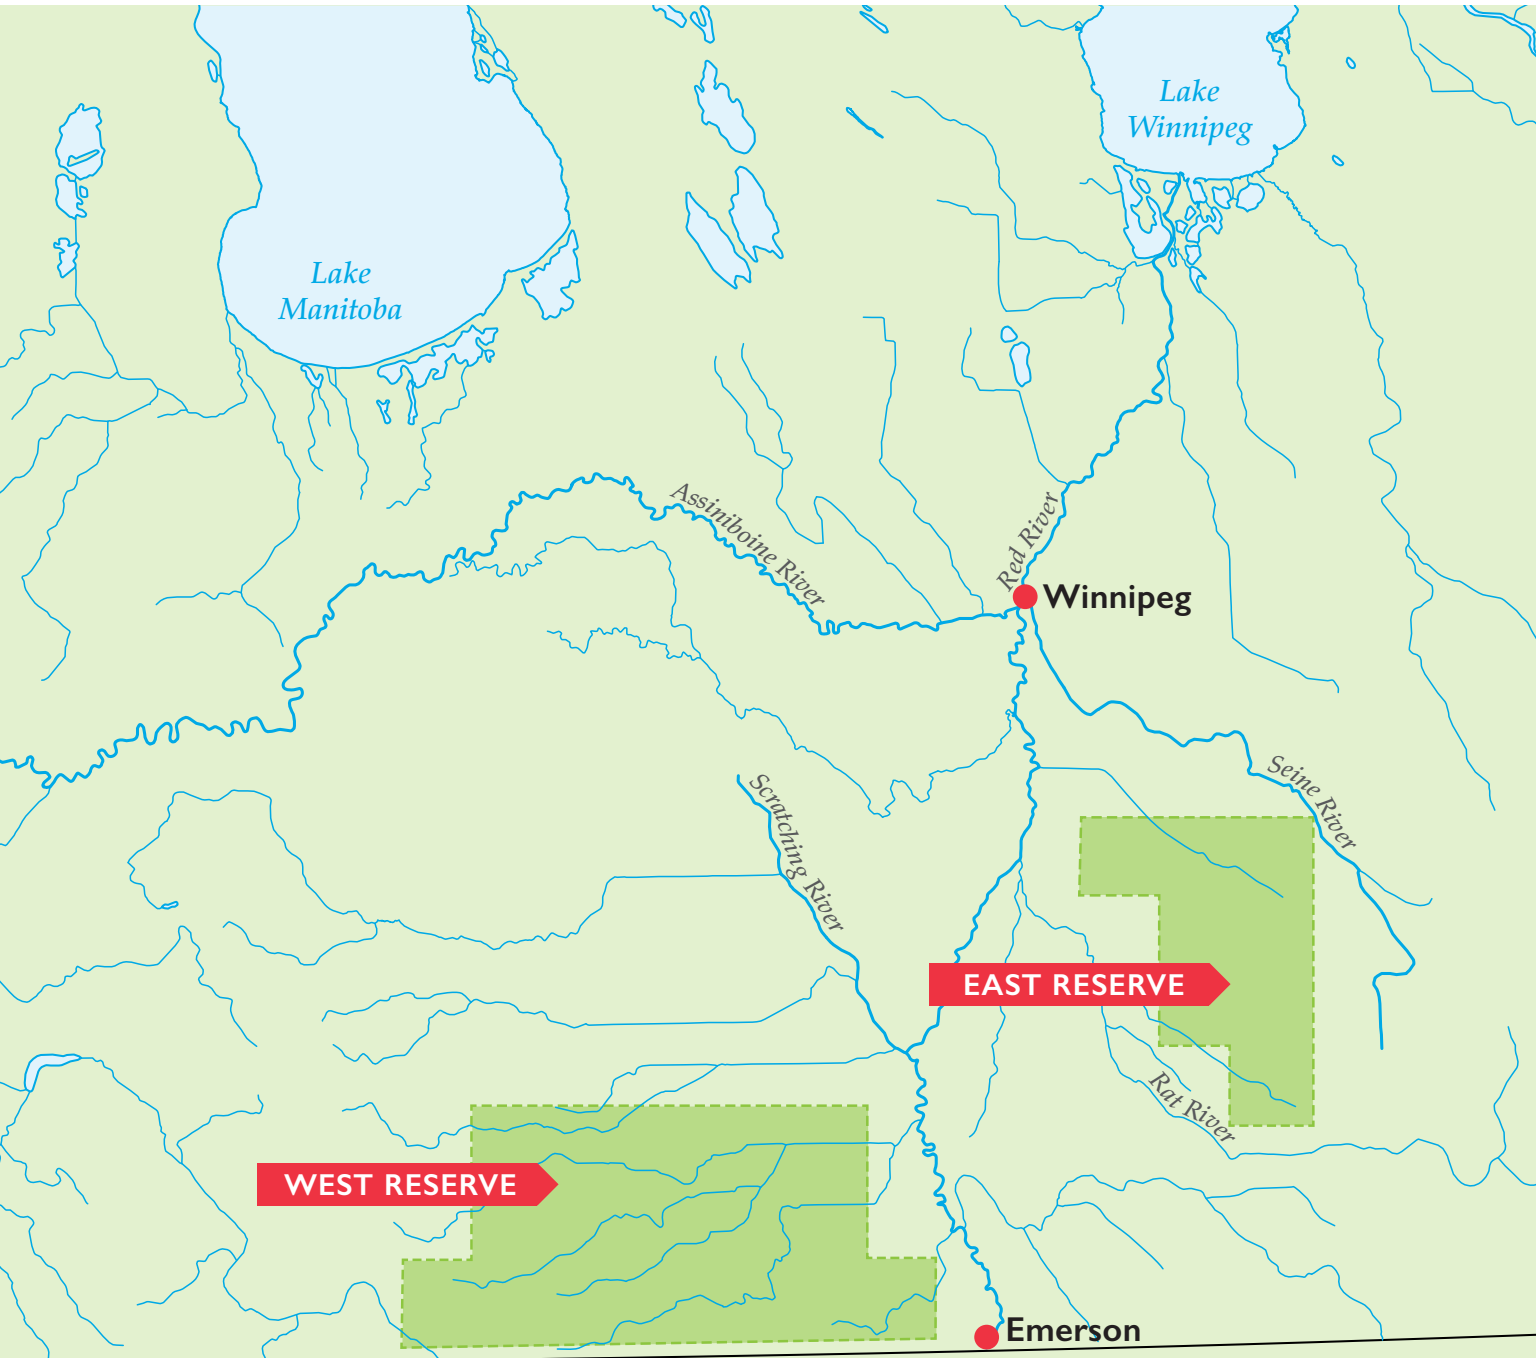 Lake
Winnipeg
Lake
Manitoba
Assiniboine River
Red River
Winnipeg
Seine River
Scratching River
EAST RESERVE
Rat River
WEST RESERVE
Emerson